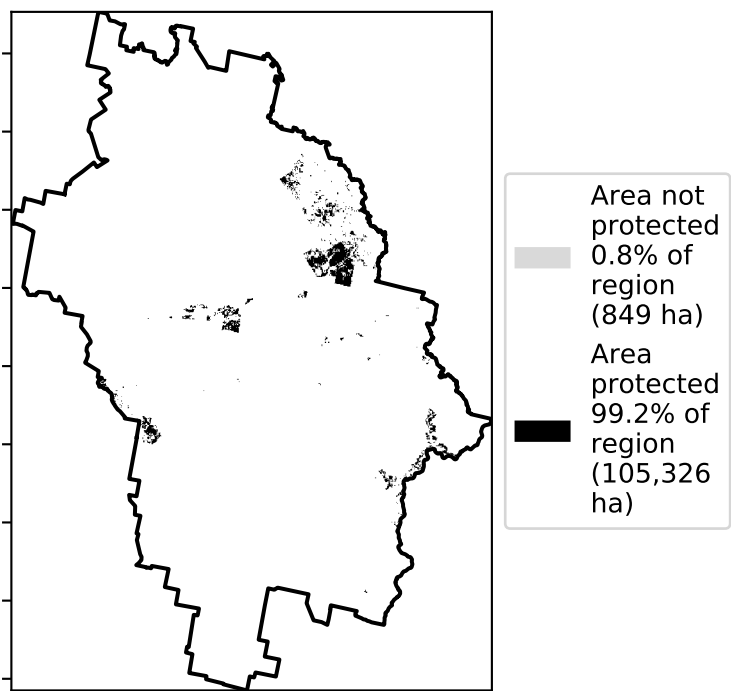 Area not
protected
0.8% of
region
(849 ha)
Area
protected
99.2% of
region
(105,326
ha)